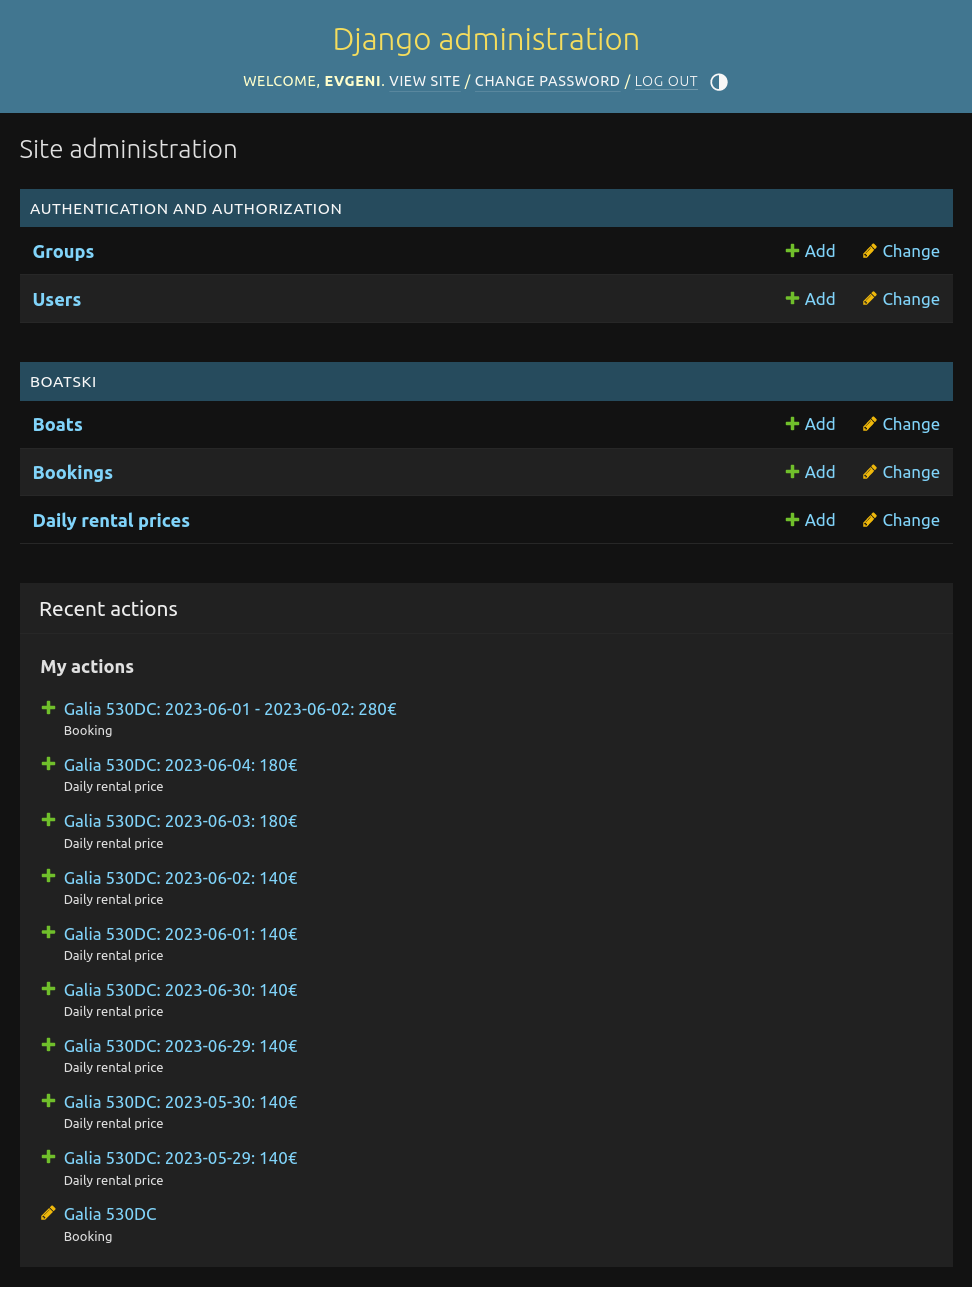 Django administration
WELCOME, EVGENI. VIEW SITE / CHANGE PASSWORD / LOG OUT
Site administration
AUTHENTICATION AND AUTHORIZATION
Groups Add Change
Users Add Change
BOATSKI
Boats Add Change
Bookings Add Change
Daily rental prices Add Change
Recent actions
My actions
Galia 530DC: 2023-06-01 - 2023-06-02: 280€
Booking
Galia 530DC: 2023-06-04: 180€
Daily rental price
Galia 530DC: 2023-06-03: 180€
Daily rental price
Galia 530DC: 2023-06-02: 140€
Daily rental price
Galia 530DC: 2023-06-01: 140€
Daily rental price
Galia 530DC: 2023-06-30: 140€
Daily rental price
Galia 530DC: 2023-06-29: 140€
Daily rental price
Galia 530DC: 2023-05-30: 140€
Daily rental price
Galia 530DC: 2023-05-29: 140€
Daily rental price
Galia 530DC
Booking